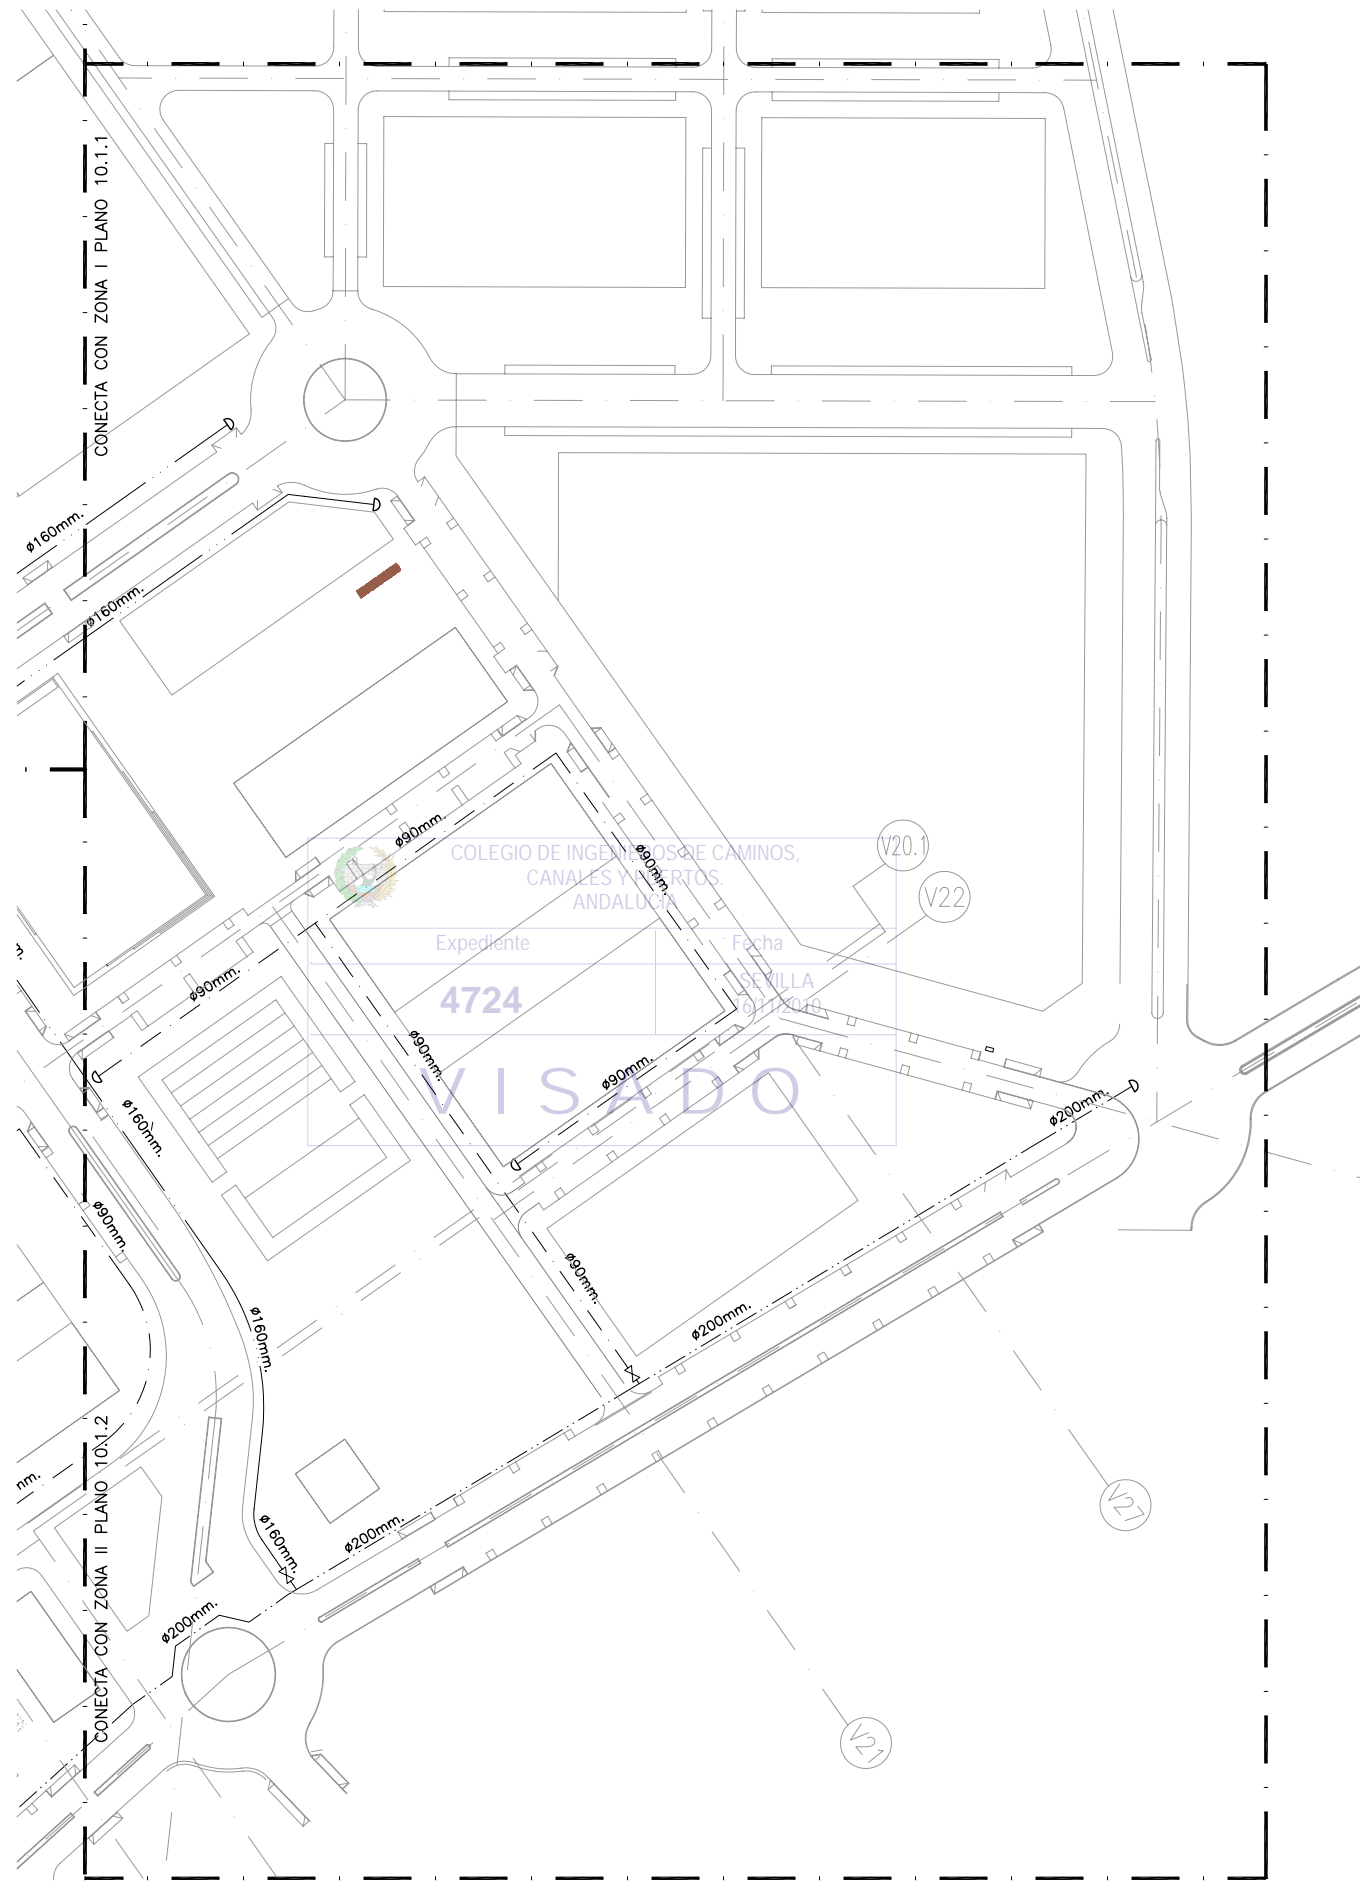 CONECTA CON ZONA I PLANO 10.1.1
ø160mm.
ø160mm.
ø90mm.
ø90mm.
V20.1
V22
COLEGIO DE INGENIEROS DE CAMINOS,
CANALES Y PUERTOS.
ANDALUCIA
Expediente
Fecha
4724
SEVILLA
16/11/2010
VISADO
ø90mm.
ø90mm.
ø90mm.
ø160mm.
ø200mm.
ø90mm.
ø90mm.
ø160mm.
ø200mm.
CONECTA CON ZONA II PLANO 10.1.2
mm.
V27
ø160mm.
ø200mm.
ø200mm.
V21